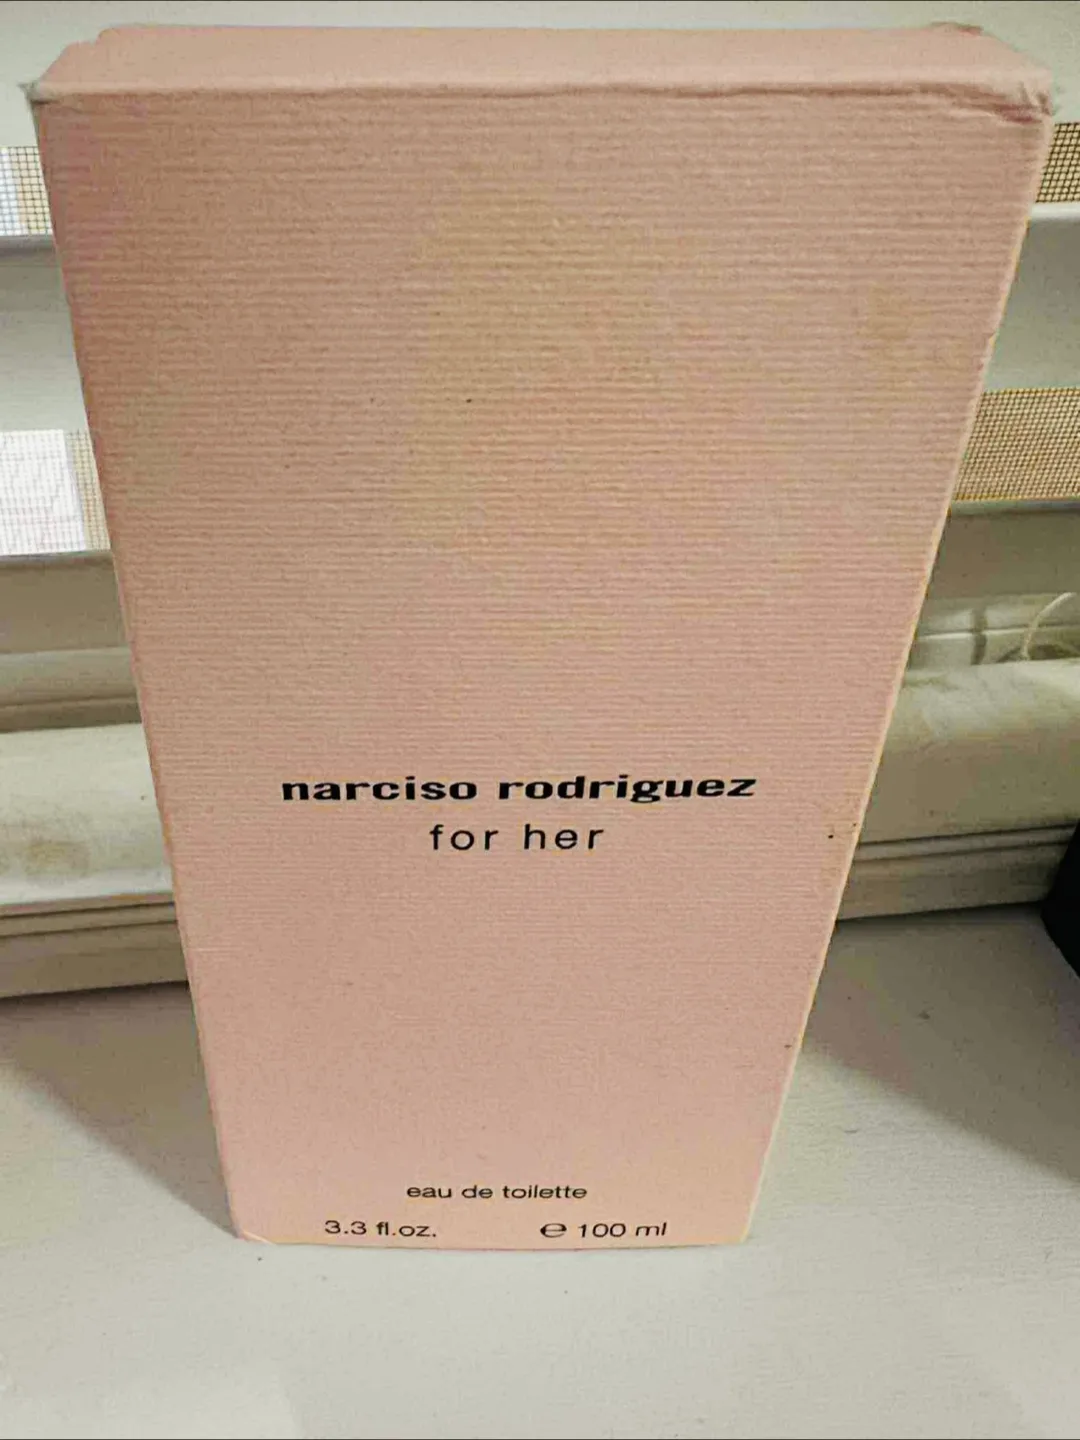 narciso rodriguez
for her
eau de toilette
3.3 fl.oz. ℮ 100 ml